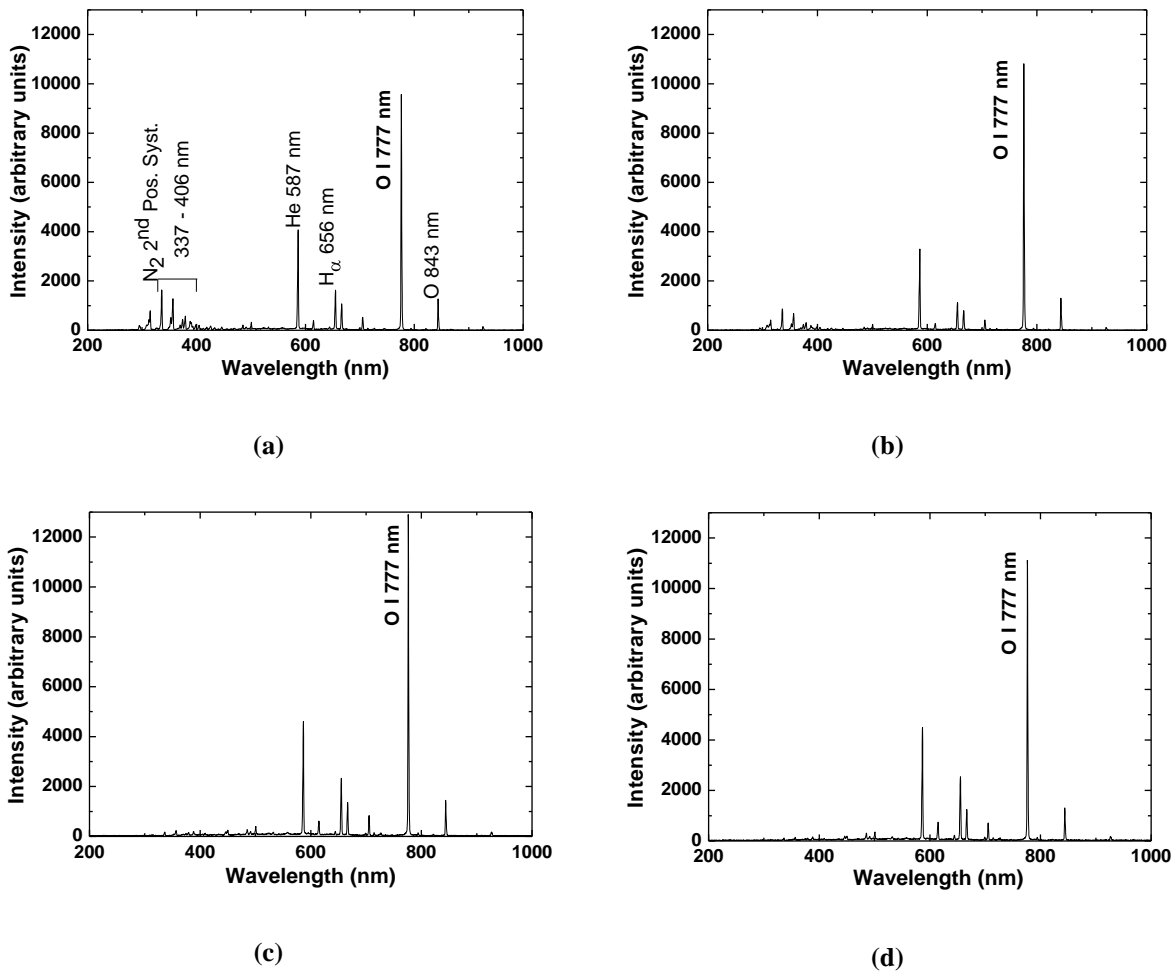 12000
10000
8000
6000
4000
2000
0
Intensity (arbitrary units)
N2 2nd Pos. Syst.
337 - 406 nm
He 587 nm
Hα 656 nm
O I 777 nm
O 843 nm
200 400 600 800 1000
Wavelength (nm)
(a)
12000
10000
8000
6000
4000
2000
0
Intensity (arbitrary units)
O I 777 nm
200 400 600 800 1000
Wavelength (nm)
(b)
12000
10000
8000
6000
4000
2000
0
Intensity (arbitrary units)
O I 777 nm
200 400 600 800 1000
Wavelength (nm)
(c)
12000
10000
8000
6000
4000
2000
0
Intensity (arbitrary units)
O I 777 nm
200 400 600 800 1000
Wavelength (nm)
(d)